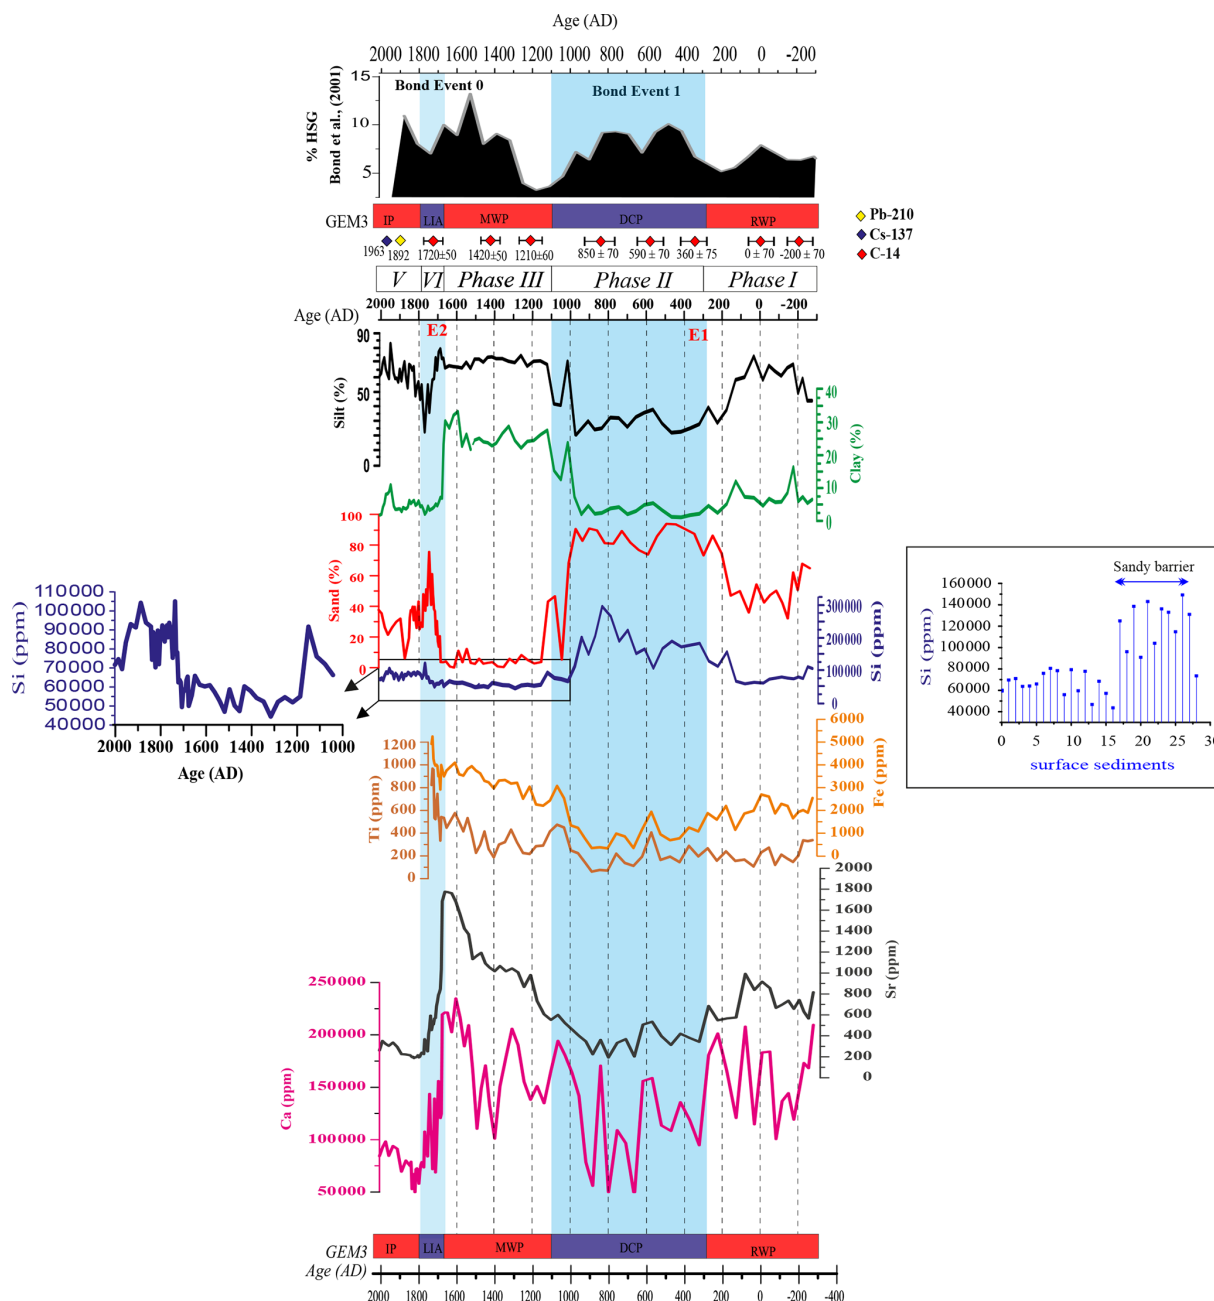 Age (AD)
2000 1800 1600 1400 1200 1000 800 600 400 200 0 -200
15
10
5
% HSG
Bond et al., (2001)
Bond Event 0
Bond Event 1
GEM3
IP LIA MWP DCP RWP
Pb-210
Cs-137
C-14
1963 1892 1720±50 1420±50 1210±60 850 ± 70 590 ± 70 360 ± 75 0 ± 70 -200 ± 70
V VI Phase III Phase II Phase I
Age (AD)
2000 1800 1600 1400 1200 1000 800 600 400 200 0 -200
E2
E1
90
50
0
Silt (%)
40
30
20
10
0
Clay (%)
100
80
60
40
20
0
Sand (%)
300000
200000
100000
0
Si (ppm)
110000
100000
90000
80000
70000
60000
50000
40000
Si (ppm)
2000 1800 1600 1400 1200 1000
Age (AD)
Sandy barrier
160000
140000
120000
100000
80000
60000
40000
Si (ppm)
0 5 10 15 20 25 30
surface sediments
6000
5000
4000
3000
2000
1000
0
Fe (ppm)
1200
1000
800
600
400
200
0
Ti (ppm)
2000
1800
1600
1400
1200
1000
800
600
400
200
0
Sr (ppm)
250000
200000
150000
100000
50000
Ca (ppm)
GEM3
IP LIA MWP DCP RWP
Age (AD)
2000 1800 1600 1400 1200 1000 800 600 400 200 0 -200 -400